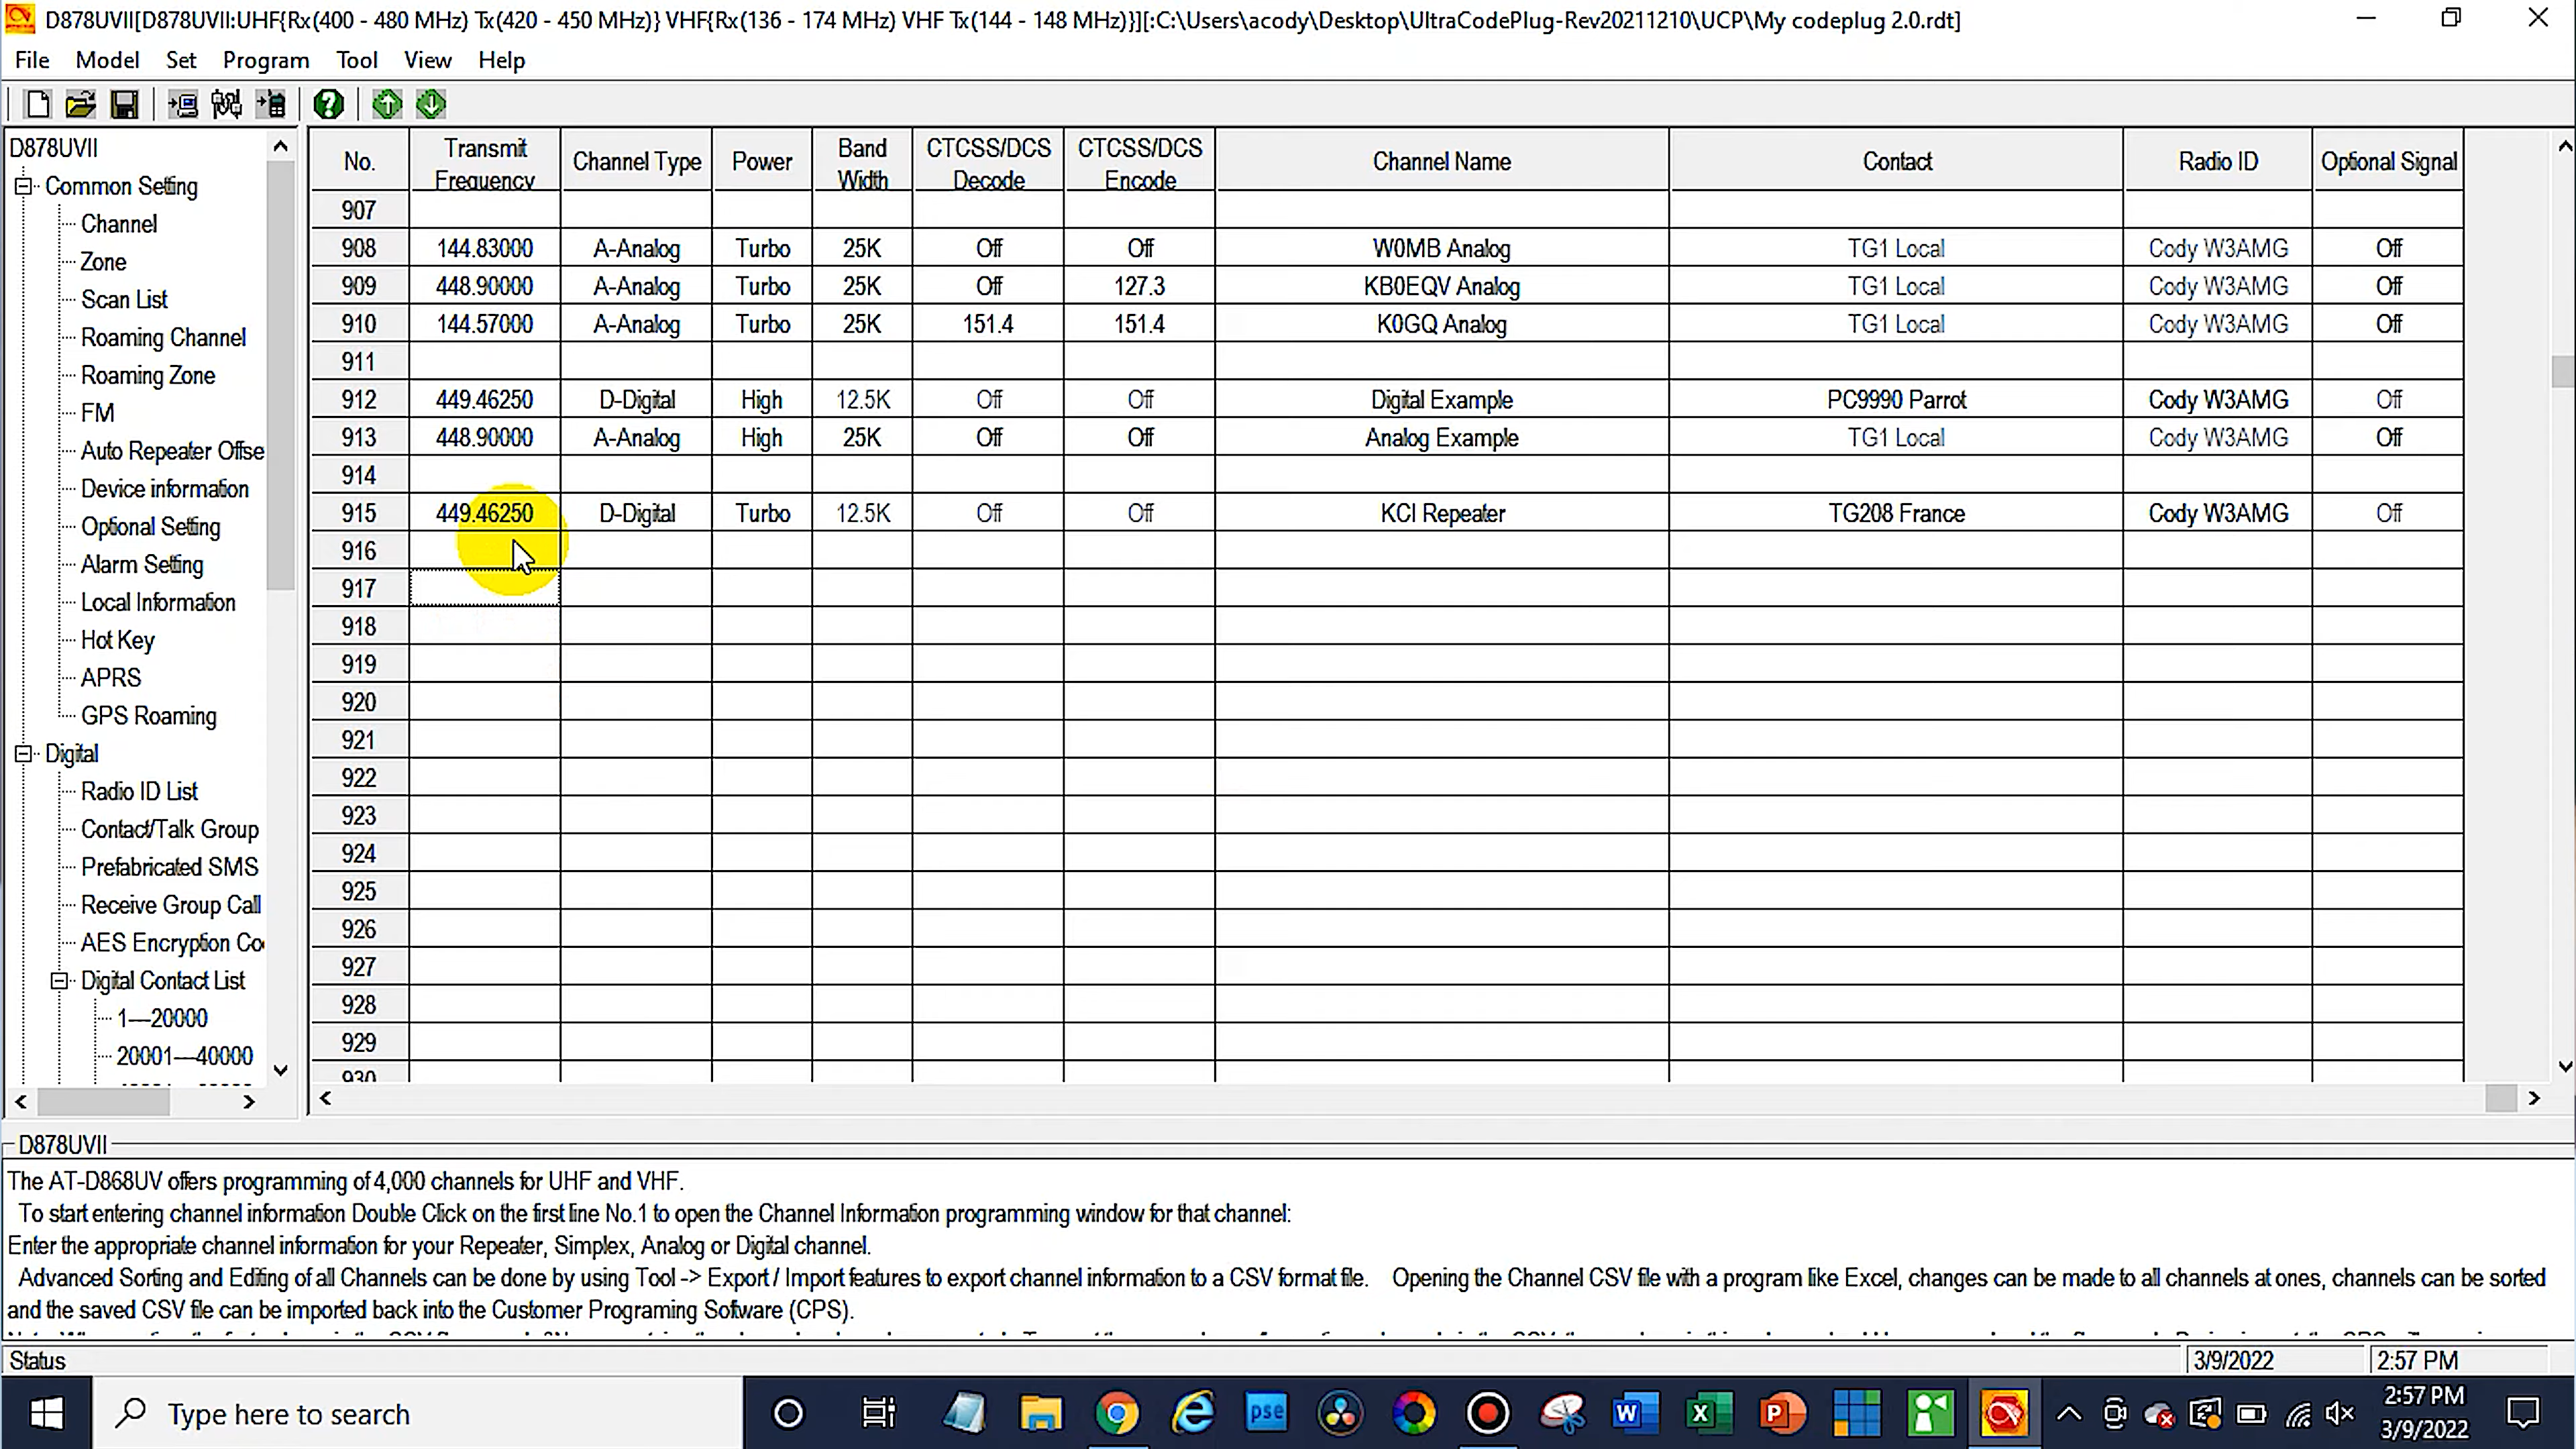 D878UVII[D878UVII:UHF{Rx(400 - 480 MHz) Tx(420 - 450 MHz)} VHF{Rx(136 - 174 MHz) VHF Tx(144 - 148 MHz)}][:C:\Users\acody\Desktop\UltraCodePlug-Rev20211210\UCP\My codeplug 2.0.rdt]
File Model Set Program Tool View Help
D878UVII
Common Setting
Channel
Zone
Scan List
Roaming Channel
Roaming Zone
FM
Auto Repeater Offse
Device information
Optional Setting
Alarm Setting
Local Information
Hot Key
APRS
GPS Roaming
Digital
Radio ID List
Contact/Talk Group
Prefabricated SMS
Receive Group Call
AES Encryption Co
Digital Contact List
1---20000
20001---40000
No. Transmit Frequency Channel Type Power Band Width CTCSS/DCS Decode CTCSS/DCS Encode Channel Name Contact Radio ID Optional Signal
907
908 144.83000 A-Analog Turbo 25K Off Off W0MB Analog TG1 Local Cody W3AMG Off
909 448.90000 A-Analog Turbo 25K Off 127.3 KB0EQV Analog TG1 Local Cody W3AMG Off
910 144.57000 A-Analog Turbo 25K 151.4 151.4 K0GQ Analog TG1 Local Cody W3AMG Off
911
912 449.46250 D-Digital High 12.5K Off Off Digital Example PC9990 Parrot Cody W3AMG Off
913 448.90000 A-Analog High 25K Off Off Analog Example TG1 Local Cody W3AMG Off
914
915 449.46250 D-Digital Turbo 12.5K Off Off KCI Repeater TG208 France Cody W3AMG Off
916
917
918
919
920
921
922
923
924
925
926
927
928
929
930
D878UVII
The AT-D868UV offers programming of 4,000 channels for UHF and VHF.
To start entering channel information Double Click on the first line No.1 to open the Channel Information programming window for that channel:
Enter the appropriate channel information for your Repeater, Simplex, Analog or Digital channel.
Advanced Sorting and Editing of all Channels can be done by using Tool -> Export / Import features to export channel information to a CSV format file. Opening the Channel CSV file with a program like Excel, changes can be made to all channels at ones, channels can be sorted
and the saved CSV file can be imported back into the Customer Programing Software (CPS).
Status 3/9/2022 2:57 PM
Type here to search
pse
W
X
P
2:57 PM
3/9/2022